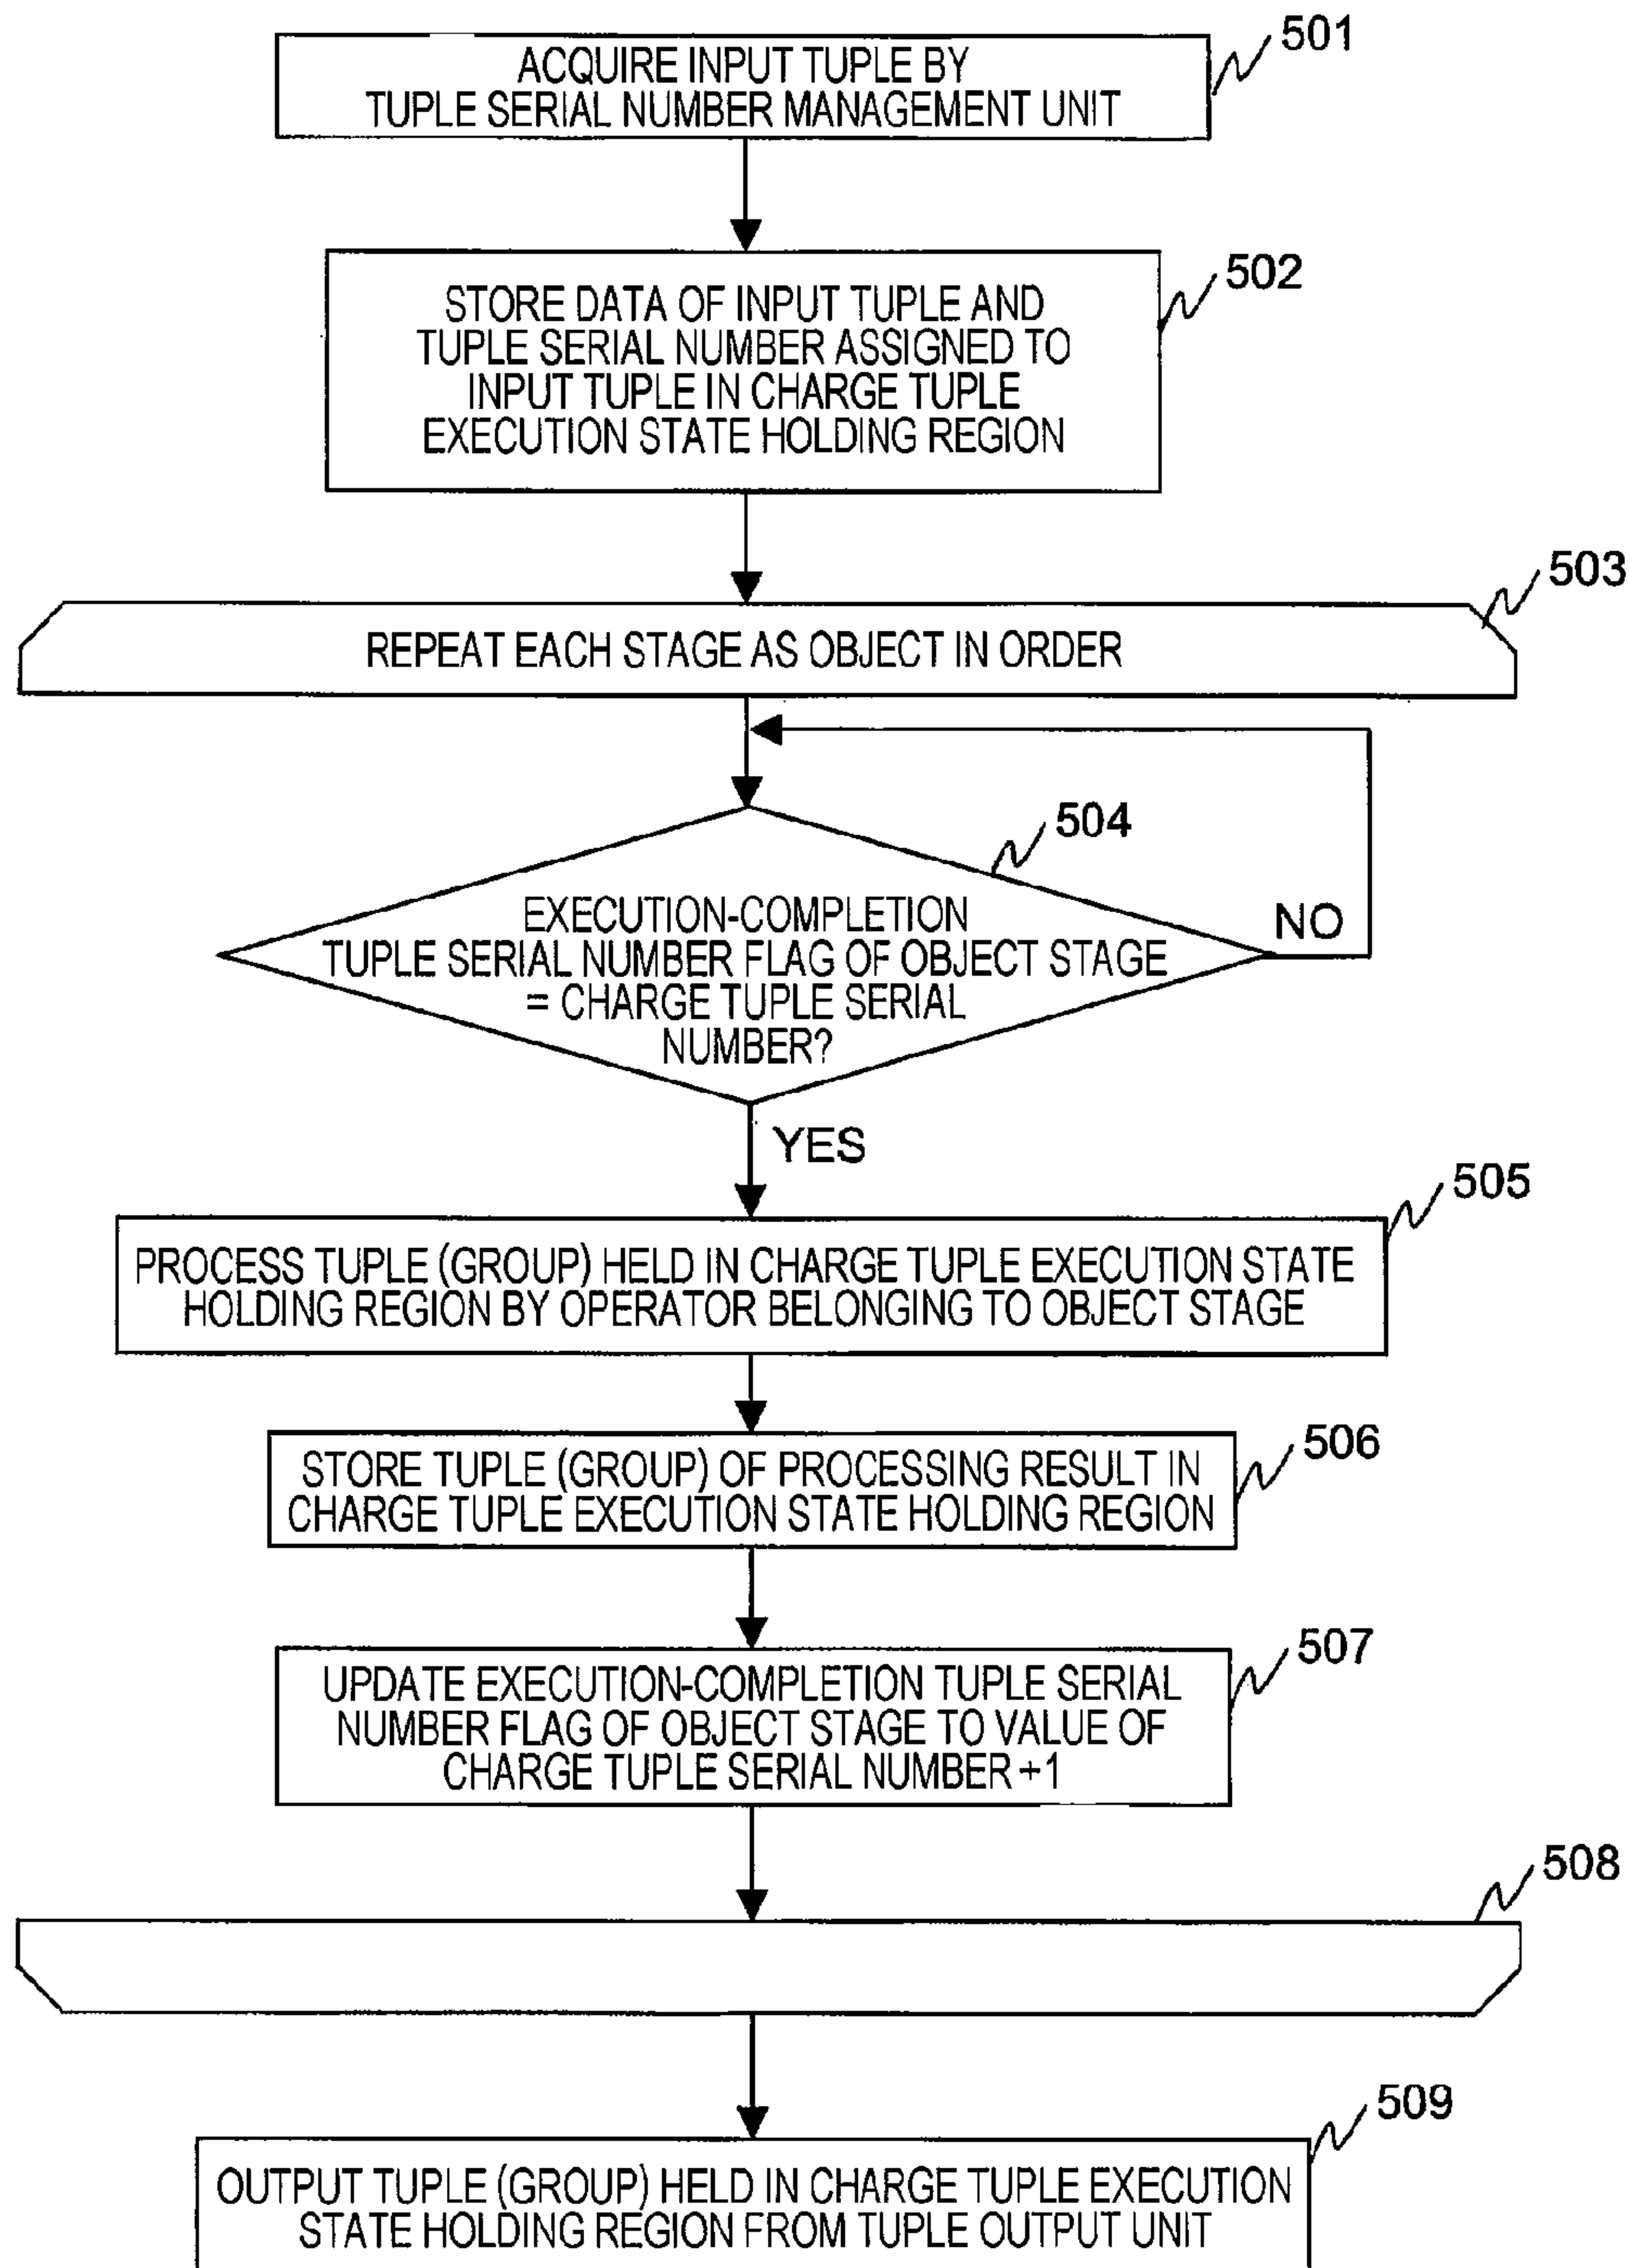 501
ACQUIRE INPUT TUPLE BY
TUPLE SERIAL NUMBER MANAGEMENT UNIT
502
STORE DATA OF INPUT TUPLE AND
TUPLE SERIAL NUMBER ASSIGNED TO
INPUT TUPLE IN CHARGE TUPLE
EXECUTION STATE HOLDING REGION
503
REPEAT EACH STAGE AS OBJECT IN ORDER
504
EXECUTION-COMPLETION
TUPLE SERIAL NUMBER FLAG OF OBJECT STAGE
= CHARGE TUPLE SERIAL
NUMBER?
NO
YES
505
PROCESS TUPLE (GROUP) HELD IN CHARGE TUPLE EXECUTION STATE
HOLDING REGION BY OPERATOR BELONGING TO OBJECT STAGE
506
STORE TUPLE (GROUP) OF PROCESSING RESULT IN
CHARGE TUPLE EXECUTION STATE HOLDING REGION
507
UPDATE EXECUTION-COMPLETION TUPLE SERIAL
NUMBER FLAG OF OBJECT STAGE TO VALUE OF
CHARGE TUPLE SERIAL NUMBER +1
508
509
OUTPUT TUPLE (GROUP) HELD IN CHARGE TUPLE EXECUTION
STATE HOLDING REGION FROM TUPLE OUTPUT UNIT